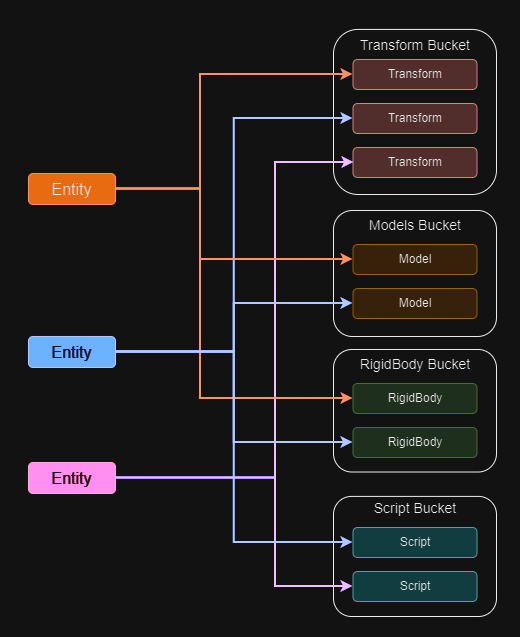 Transform Bucket
Transform
Transform
Transform
Entity
Models Bucket
Model
Model
Entity
RigidBody Bucket
RigidBody
RigidBody
Entity
Script Bucket
Script
Script